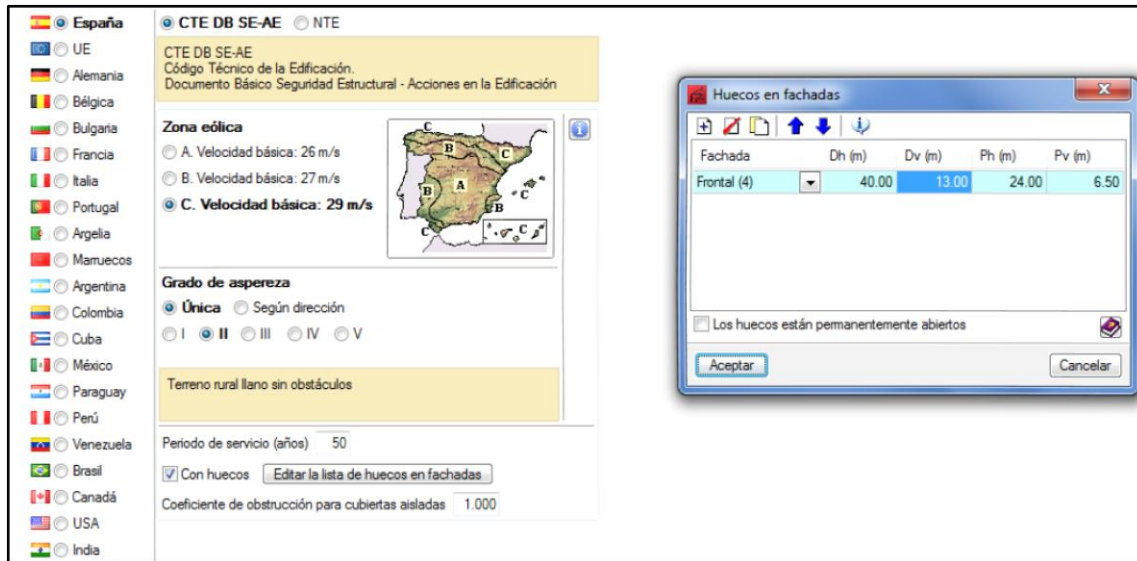 España
UE
Alemania
Bélgica
Bulgaria
Francia
Italia
Portugal
Argelia
Marruecos
Argentina
Colombia
Cuba
México
Paraguay
Perú
Venezuela
Brasil
Canadá
USA
India
CTE DB SE-AE NTE
CTE DB SE-AE
Código Técnico de la Edificación.
Documento Básico Seguridad Estructural - Acciones en la Edificación
Zona eólica
A. Velocidad básica: 26 m/s
B. Velocidad básica: 27 m/s
C. Velocidad básica: 29 m/s
C
B
C
B
A
C
B
C
C
Grado de aspereza
Única Según dirección
I II III IV V
Terreno rural llano sin obstáculos
Periodo de servicio (años) 50
Con huecos Editar la lista de huecos en fachadas
Coeficiente de obstrucción para cubiertas aisladas 1.000
Huecos en fachadas
Fachada Dh (m) Dv (m) Ph (m) Pv (m)
Frontal (4) 40.00 13.00 24.00 6.50
Los huecos están permanentemente abiertos
Aceptar Cancelar